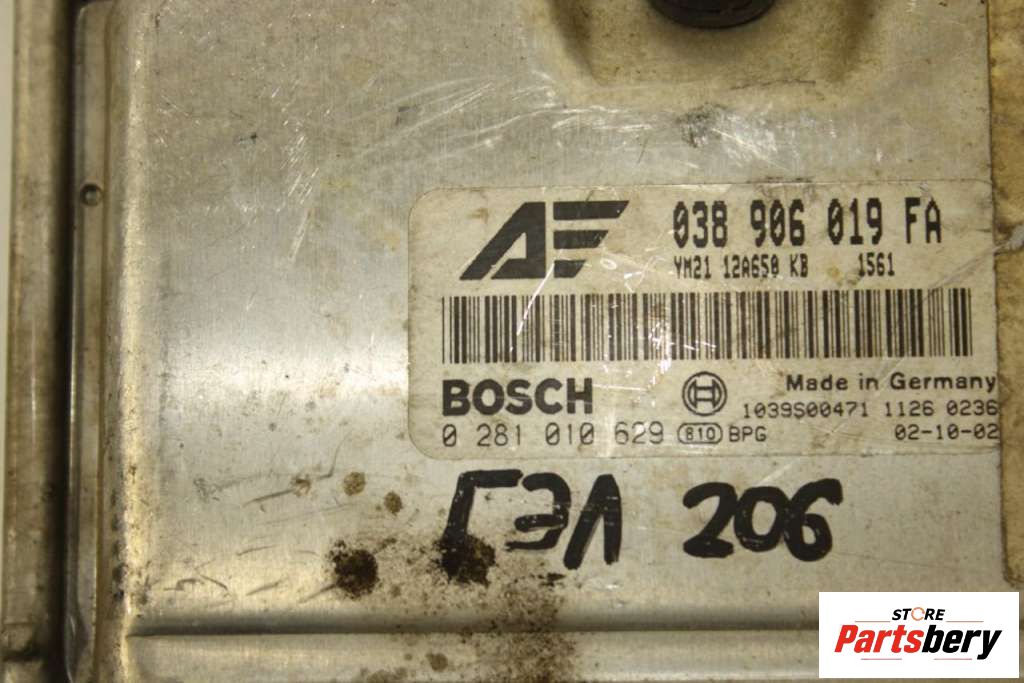 AE 038 906 019 FA
YM21 12A650 KB 1561
BOSCH Made in Germany
1039S00471 1126 0236
0 281 010 629 810 BPG 02-10-02
206
STORE
Partsbery